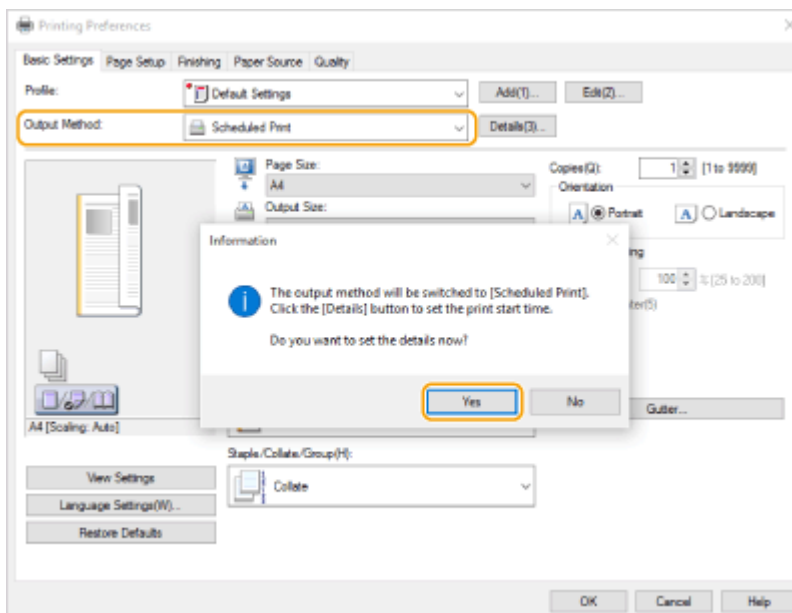 Printing Preferences
Basic Settings Page Setup Finishing Paper Source Quality
Profile: Default Settings Add(1)... Edit(2)...
Output Method: Scheduled Print Details(3)...
Page Size:
A4
Output Size:
Copies(Q): 1 [1 to 9999]
Orientation
A Portrait A Landscape
Information
The output method will be switched to [Scheduled Print].
Click the [Details] button to set the print start time.
Do you want to set the details now?
Yes No
ing
100 % [25 to 200]
ter(5)
Gutter...
A4 [Scaling: Auto]
Staple/Collate/Group(H):
Collate
View Settings
Language Settings(W)...
Restore Defaults
OK Cancel Help